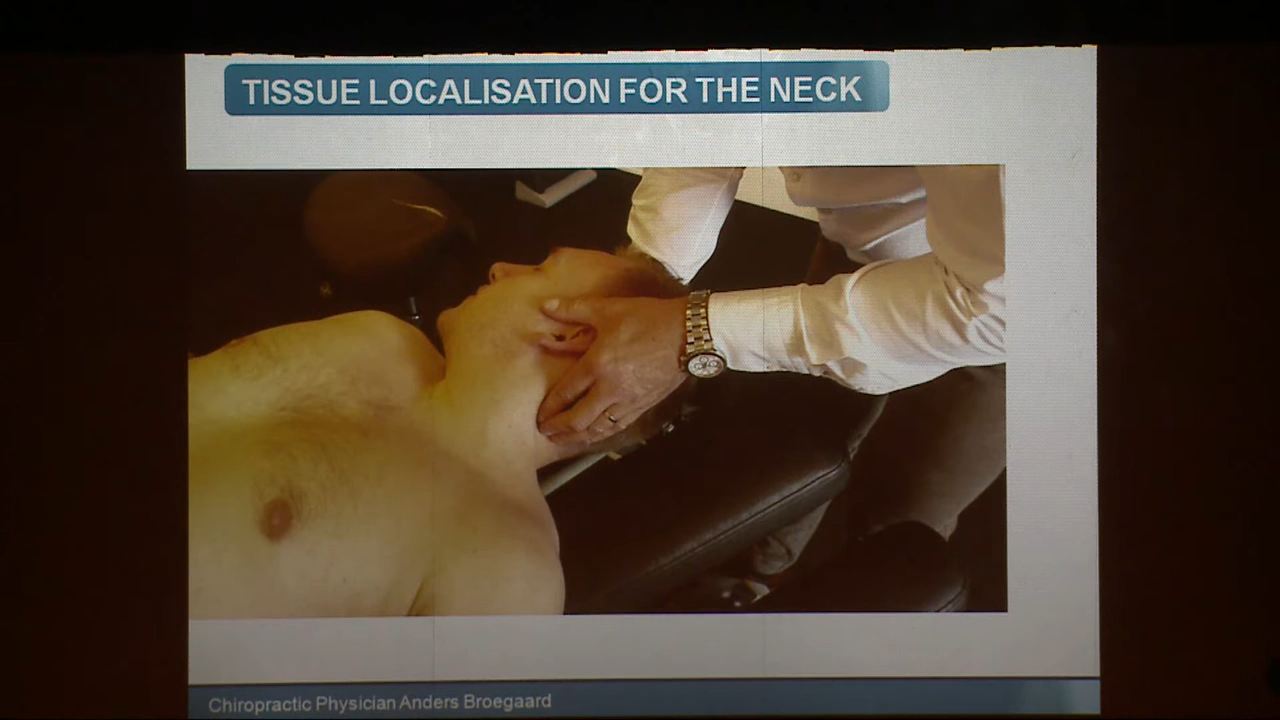 TISSUE LOCALISATION FOR THE NECK
Chiropractic Physician Anders Broegaard